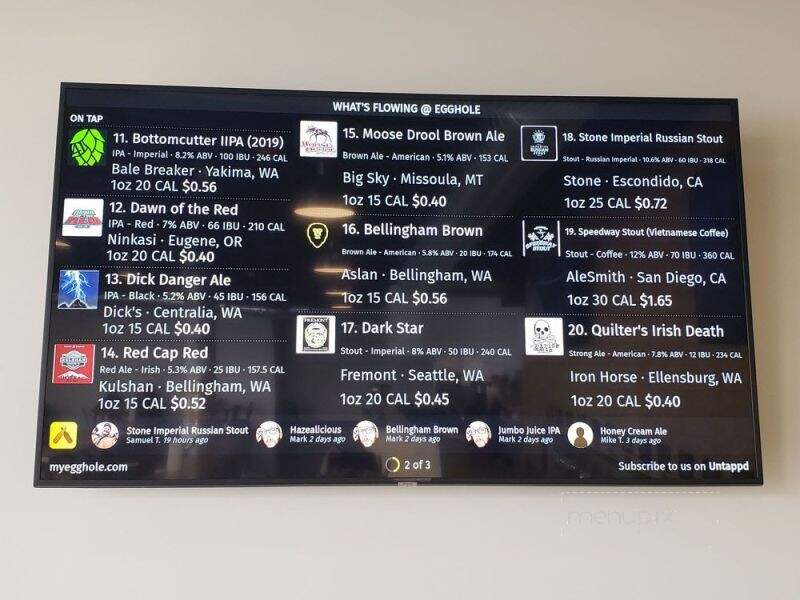 WHAT'S FLOWING @ EGGHOLE
ON TAP
11. Bottomcutter IIPA (2019)
IPA - Imperial · 8.2% ABV · 100 IBU · 246 CAL
Bale Breaker · Yakima, WA
1oz 20 CAL $0.56
12. Dawn of the Red
IPA - Red · 7% ABV · 66 IBU · 210 CAL
Ninkasi · Eugene, OR
1oz 20 CAL $0.40
13. Dick Danger Ale
IPA - Black · 5.2% ABV · 45 IBU · 156 CAL
Dick's · Centralia, WA
1oz 15 CAL $0.40
14. Red Cap Red
Red Ale - Irish · 5.3% ABV · 25 IBU · 157.5 CAL
Kulshan · Bellingham, WA
1oz 15 CAL $0.52
15. Moose Drool Brown Ale
Brown Ale - American · 5.1% ABV · 153 CAL
Big Sky · Missoula, MT
1oz 15 CAL $0.40
16. Bellingham Brown
Brown Ale - American · 5.8% ABV · 20 IBU · 174 CAL
Aslan · Bellingham, WA
1oz 15 CAL $0.56
FREMONT
17. Dark Star
Stout - Imperial · 8% ABV · 50 IBU · 240 CAL
Fremont · Seattle, WA
1oz 20 CAL $0.45
18. Stone Imperial Russian Stout
Stout - Russian Imperial · 10.6% ABV · 60 IBU · 318 CAL
Stone · Escondido, CA
1oz 25 CAL $0.72
SPEEDWAY
STOUT
19. Speedway Stout (Vietnamese Coffee)
Stout - Coffee · 12% ABV · 70 IBU · 360 CAL
AleSmith · San Diego, CA
1oz 30 CAL $1.65
20. Quilter's Irish Death
Strong Ale - American · 7.8% ABV · 12 IBU · 234 CAL
Iron Horse · Ellensburg, WA
1oz 20 CAL $0.40
Stone Imperial Russian Stout
Samuel T. 19 hours ago
Hazealicious
Mark 2 days ago
Bellingham Brown
Mark 2 days ago
Jumbo Juice IPA
Mark 2 days ago
Honey Cream Ale
Mike T. 3 days ago
myegghole.com
2 of 3
Subscribe to us on Untappd
menupix